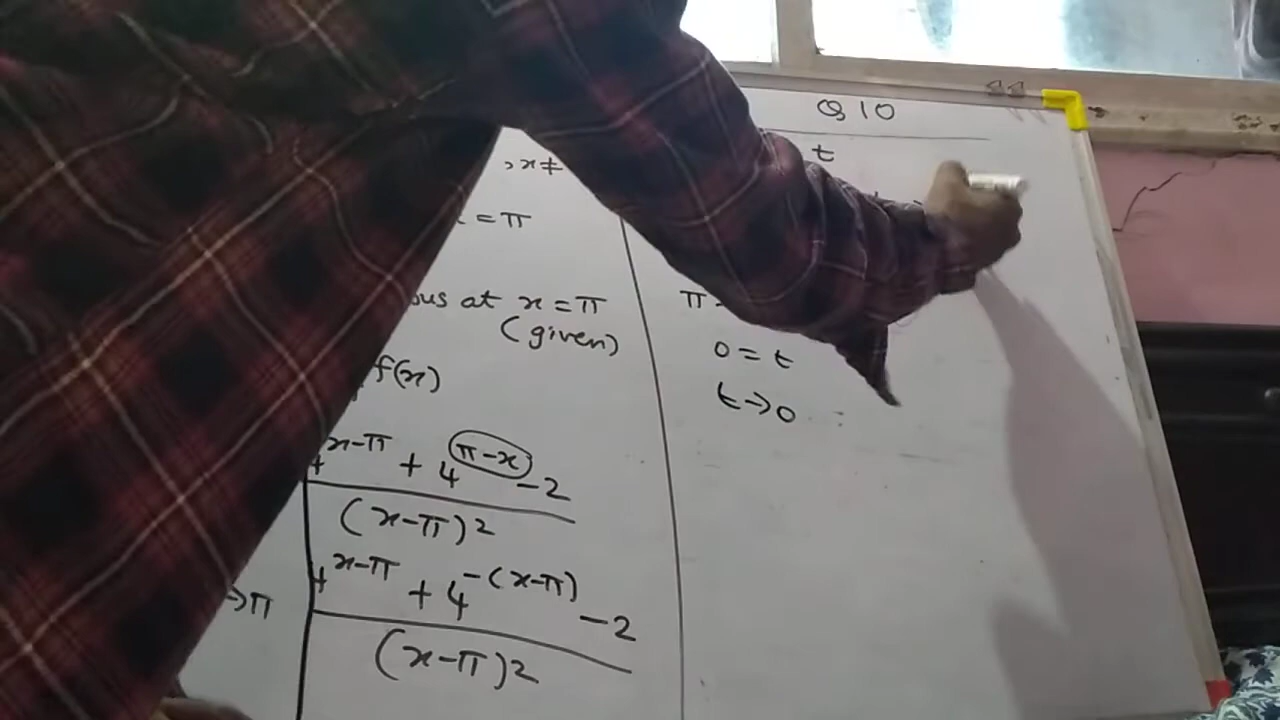 Q 10
, x ≠
= π
ous at x = π
(given)
f(x)
4^{x-π} + 4^{π-x} - 2
(x-π)^2
→π
4^{x-π} + 4^{-(x-π)} - 2
(x-π)^2
t
π -
0 = t
t→0